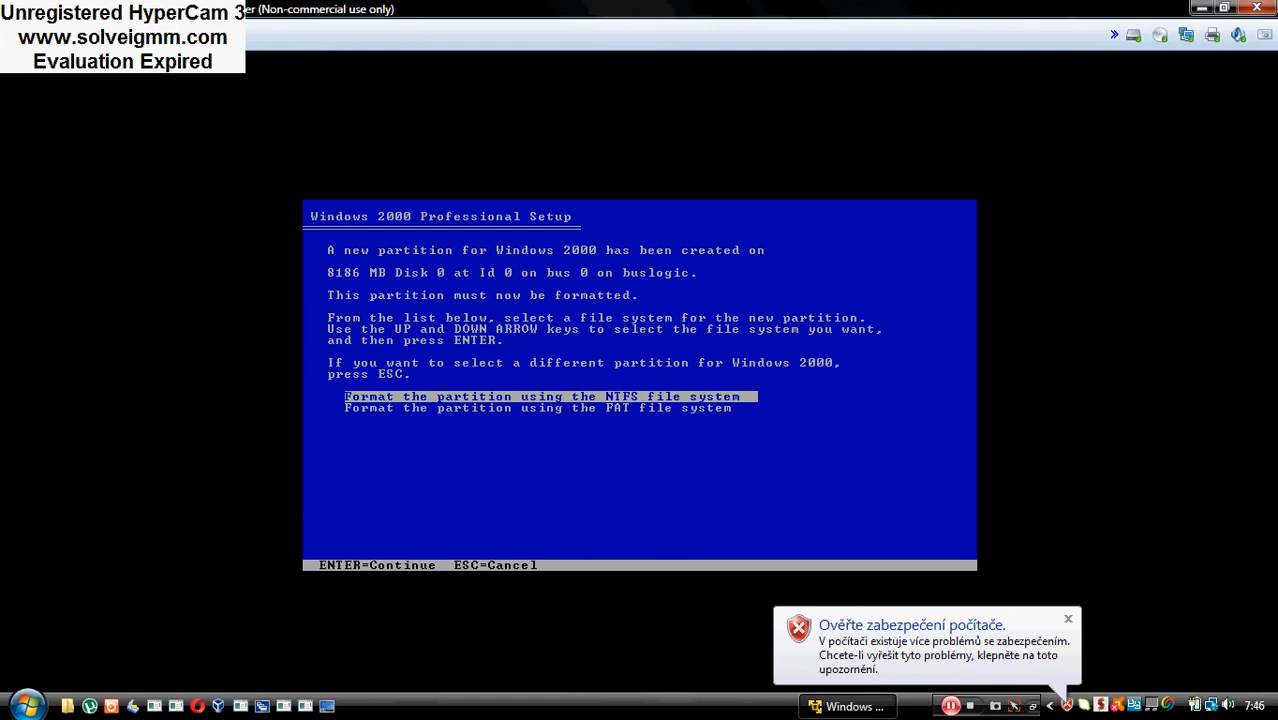 Unregistered HyperCam 3
www.solveigmm.com
Evaluation Expired
er (Non-commercial use only)
Windows 2000 Professional Setup
A new partition for Windows 2000 has been created on
8186 MB Disk 0 at Id 0 on bus 0 on buslogic.
This partition must now be formatted.
From the list below, select a file system for the new partition.
Use the UP and DOWN ARROW keys to select the file system you want,
and then press ENTER.
If you want to select a different partition for Windows 2000,
press ESC.
Format the partition using the NTFS file system
Format the partition using the FAT file system
ENTER=Continue ESC=Cancel
Ověřte zabezpečení počítače.
V počítači existuje více problémů se zabezpečením.
Chcete-li vyřešit tyto problémy, klepněte na toto
upozornění.
Windows ...
7:46